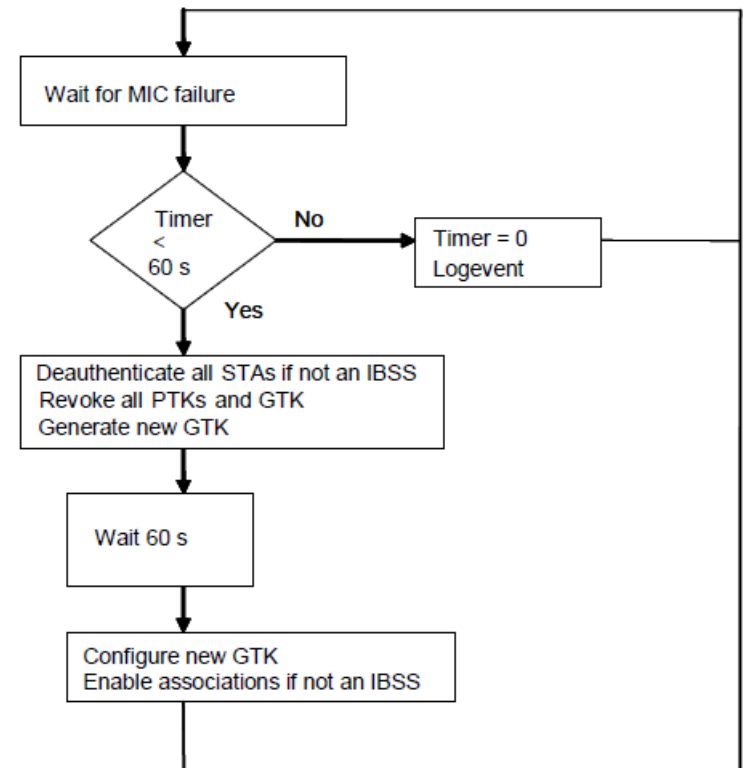 Wait for MIC failure
Timer
<
60 s
No
Timer = 0
Logevent
Yes
Deauthenticate all STAs if not an IBSS
Revoke all PTKs and GTK
Generate new GTK
Wait 60 s
Configure new GTK
Enable associations if not an IBSS